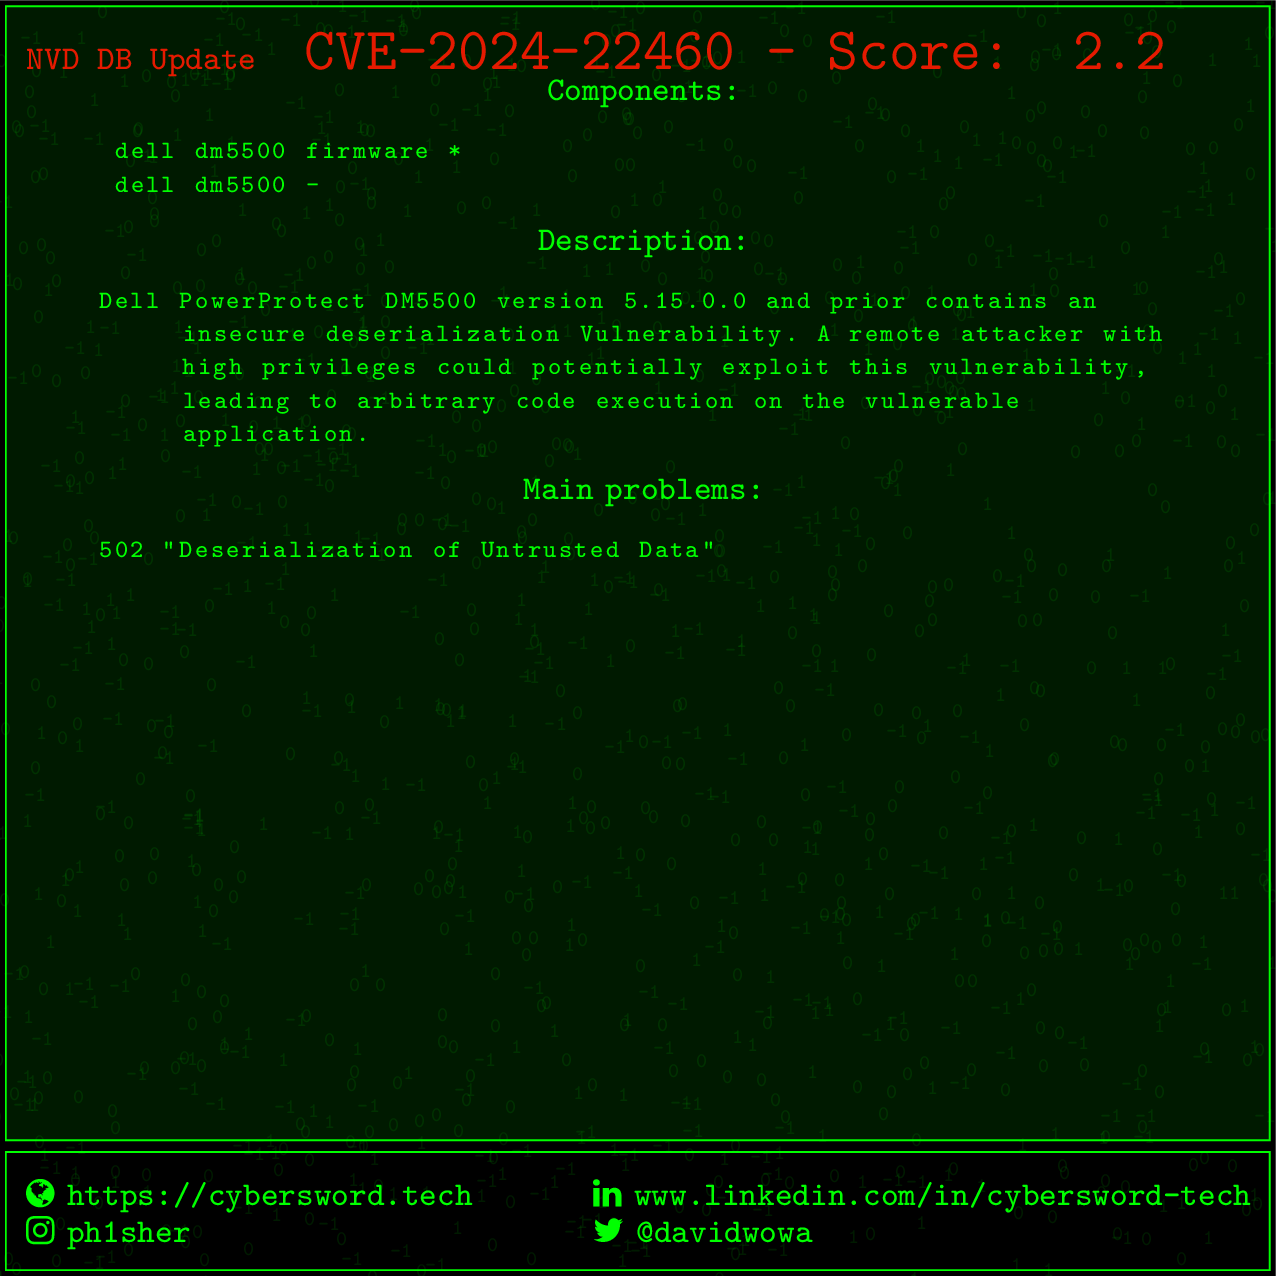 NVD DB Update CVE-2024-22460 - Score: 2.2
Components:
dell dm5500 firmware *
dell dm5500 -
Description:
Dell PowerProtect DM5500 version 5.15.0.0 and prior contains an
insecure deserialization Vulnerability. A remote attacker with
high privileges could potentially exploit this vulnerability,
leading to arbitrary code execution on the vulnerable
application.
Main problems:
502 "Deserialization of Untrusted Data"
https://cybersword.tech
www.linkedin.com/in/cybersword-tech
ph1sher
@davidwowa